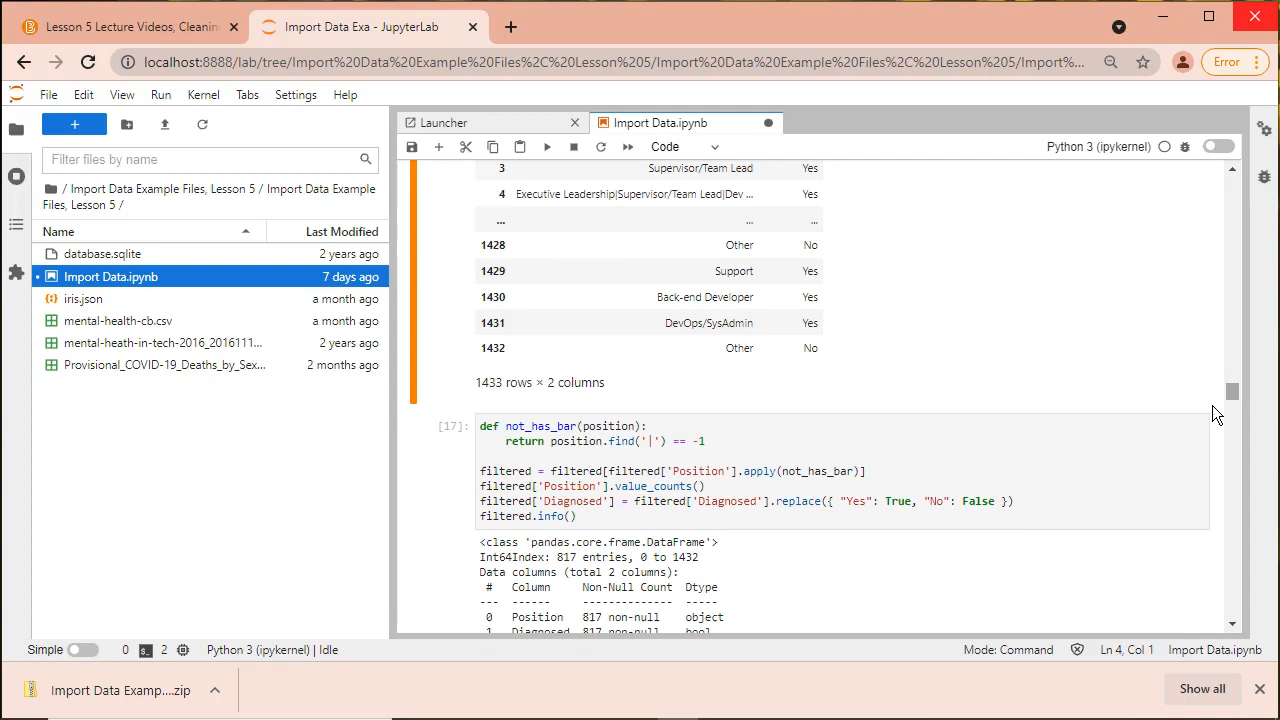 Lesson 5 Lecture Videos, Cleanin
Import Data Exa - JupyterLab
localhost:8888/lab/tree/Import%20Data%20Example%20Files%2C%20Lesson%205/Import%20Data%20Example%20Files%2C%20Lesson%205/Import%...
Error
File Edit View Run Kernel Tabs Settings Help
Launcher
Import Data.ipynb
Filter files by name
Code
Python 3 (ipykernel)
/ Import Data Example Files, Lesson 5 / Import Data Example
Files, Lesson 5 /
Name Last Modified
database.sqlite 2 years ago
Import Data.ipynb 7 days ago
iris.json a month ago
mental-health-cb.csv a month ago
mental-heath-in-tech-2016_2016111... 2 years ago
Provisional_COVID-19_Deaths_by_Sex... 2 months ago
3 Supervisor/Team Lead Yes
4 Executive Leadership|Supervisor/Team Lead|Dev ... Yes
... ... ...
1428 Other No
1429 Support Yes
1430 Back-end Developer Yes
1431 DevOps/SysAdmin Yes
1432 Other No
1433 rows × 2 columns
[17]:
def not_has_bar(position):
return position.find('|') == -1
filtered = filtered[filtered['Position'].apply(not_has_bar)]
filtered['Position'].value_counts()
filtered['Diagnosed'] = filtered['Diagnosed'].replace({ "Yes": True, "No": False })
filtered.info()
<class 'pandas.core.frame.DataFrame'>
Int64Index: 817 entries, 0 to 1432
Data columns (total 2 columns):
# Column Non-Null Count Dtype
--- ------ -------------- -----
0 Position 817 non-null object
1 Diagnosed 817 non-null bool
Simple 0 2 Python 3 (ipykernel) | Idle
Mode: Command Ln 4, Col 1 Import Data.ipynb
Import Data Examp....zip
Show all